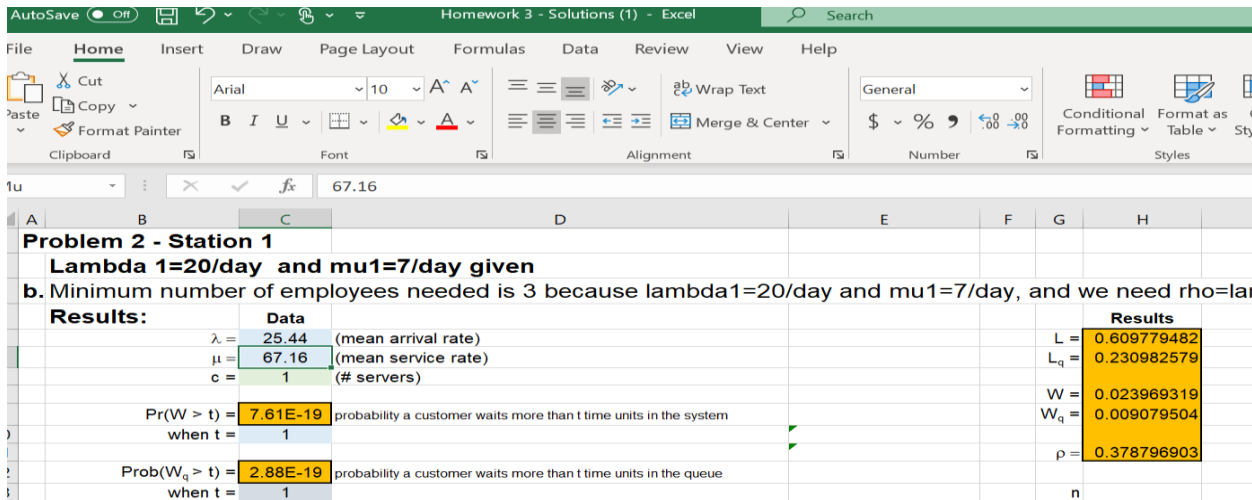 AutoSave Off Homework 3 - Solutions (1) - Excel Search
File Home Insert Draw Page Layout Formulas Data Review View Help
Cut
Copy
Paste
Format Painter
Clipboard
Arial 10 A^ Aˇ
B I U A
Font
ab Wrap Text
Merge & Center
Alignment
General
$ % 9 .00
Number
Conditional Formatting
Format as Table
Styles
Mu fx 67.16
A B C D E F G H
Problem 2 - Station 1
Lambda 1=20/day and mu1=7/day given
b. Minimum number of employees needed is 3 because lambda1=20/day and mu1=7/day, and we need rho=lar
Results: Data Results
λ = 25.44 (mean arrival rate) L = 0.609779482
μ = 67.16 (mean service rate) Lq = 0.230982579
c = 1 (# servers)
W = 0.023969319
Pr(W > t) = 7.61E-19 probability a customer waits more than t time units in the system Wq = 0.009079504
when t = 1
ρ = 0.378796903
Prob(Wq > t) = 2.88E-19 probability a customer waits more than t time units in the queue
when t = 1 n